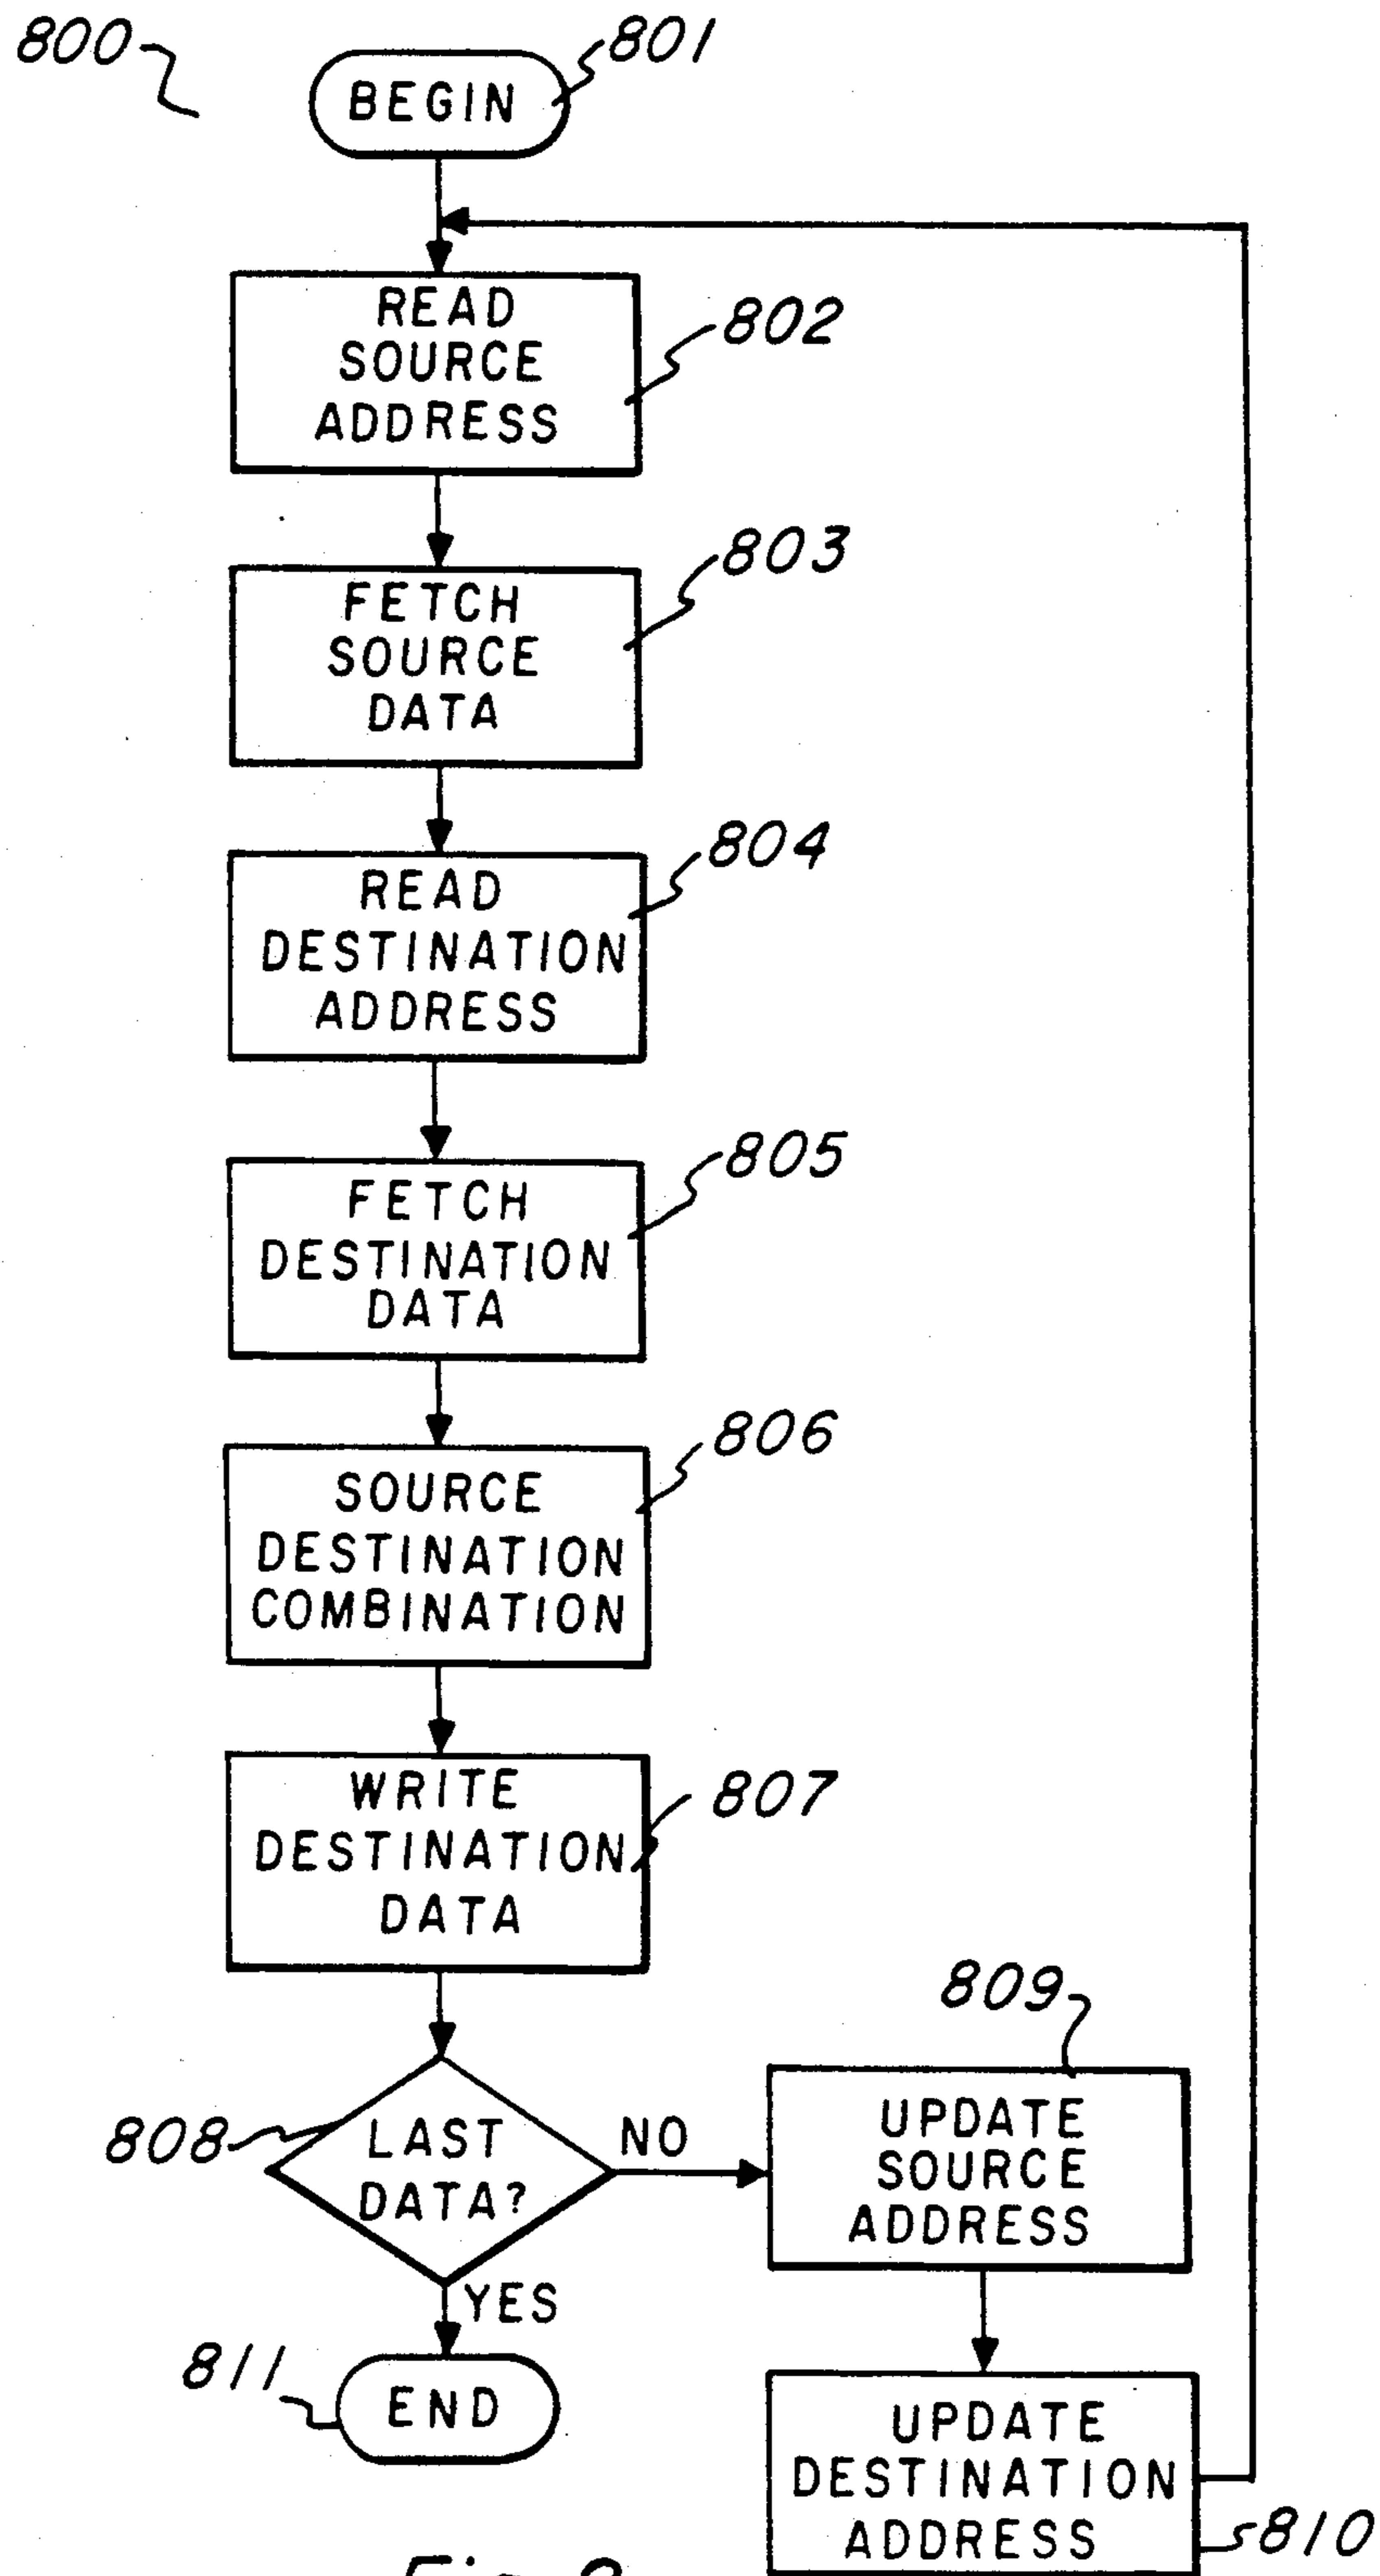 800
801
BEGIN
READ
SOURCE
ADDRESS
802
FETCH
SOURCE
DATA
803
READ
DESTINATION
ADDRESS
804
FETCH
DESTINATION
DATA
805
SOURCE
DESTINATION
COMBINATION
806
WRITE
DESTINATION
DATA
807
808
LAST
DATA?
NO
YES
809
UPDATE
SOURCE
ADDRESS
811
END
UPDATE
DESTINATION
ADDRESS
810